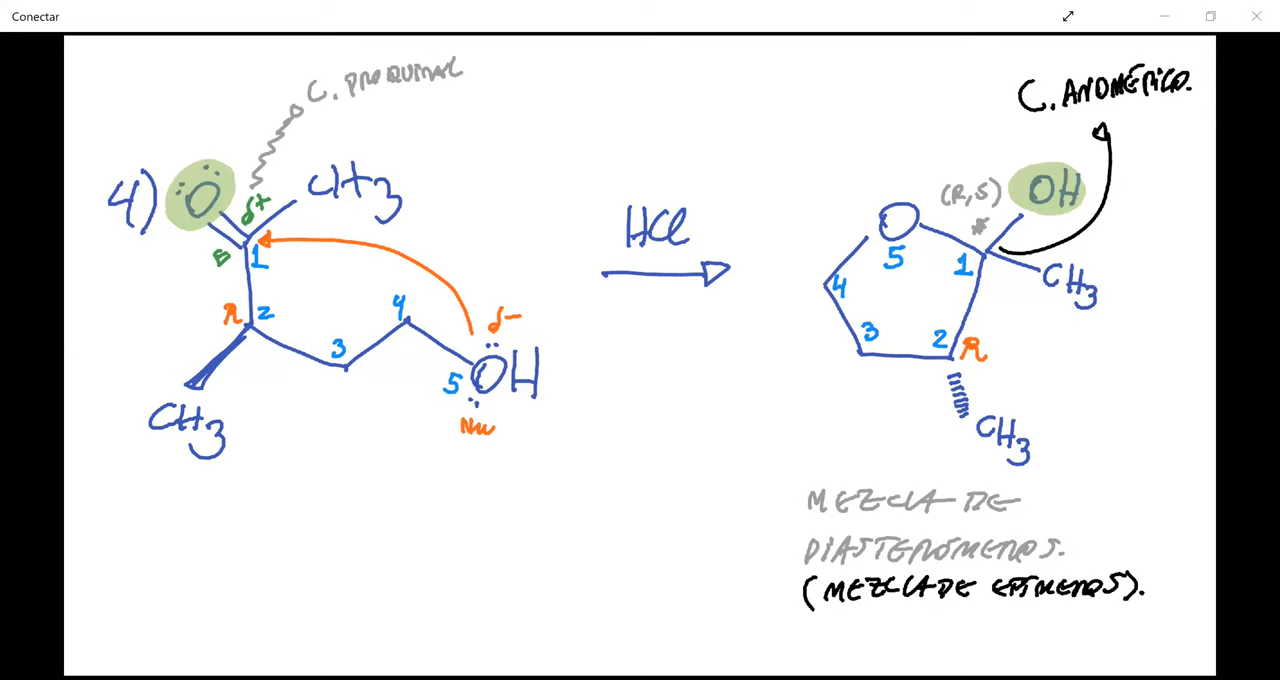 Conectar
C. PROQUIRAL
C. ANOMÉRICO.
4)
O
δ+
CH3
1
(R,S)
*
OH
HCl
O
5
1
CH3
R
2
3
4
5
δ-
OH
Nu
CH3
4
3
2
R
CH3
MEZCLA DE
DIASTERÓMEROS.
(MEZCLA DE EPÍMEROS).